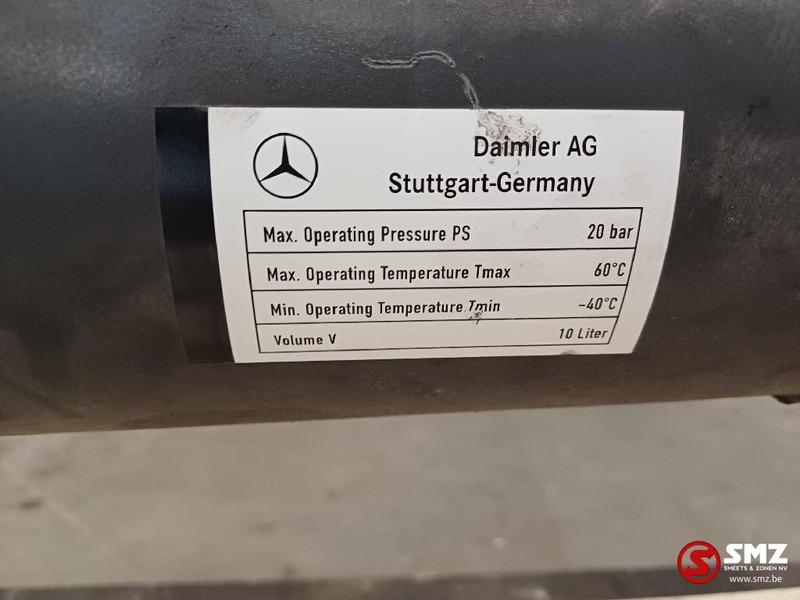 Daimler AG
Stuttgart-Germany
Max. Operating Pressure PS 20 bar
Max. Operating Temperature Tmax 60°C
Min. Operating Temperature Tmin -40°C
Volume V 10 Liter
SMZ
SMEETS & ZONEN NV
www.smz.be